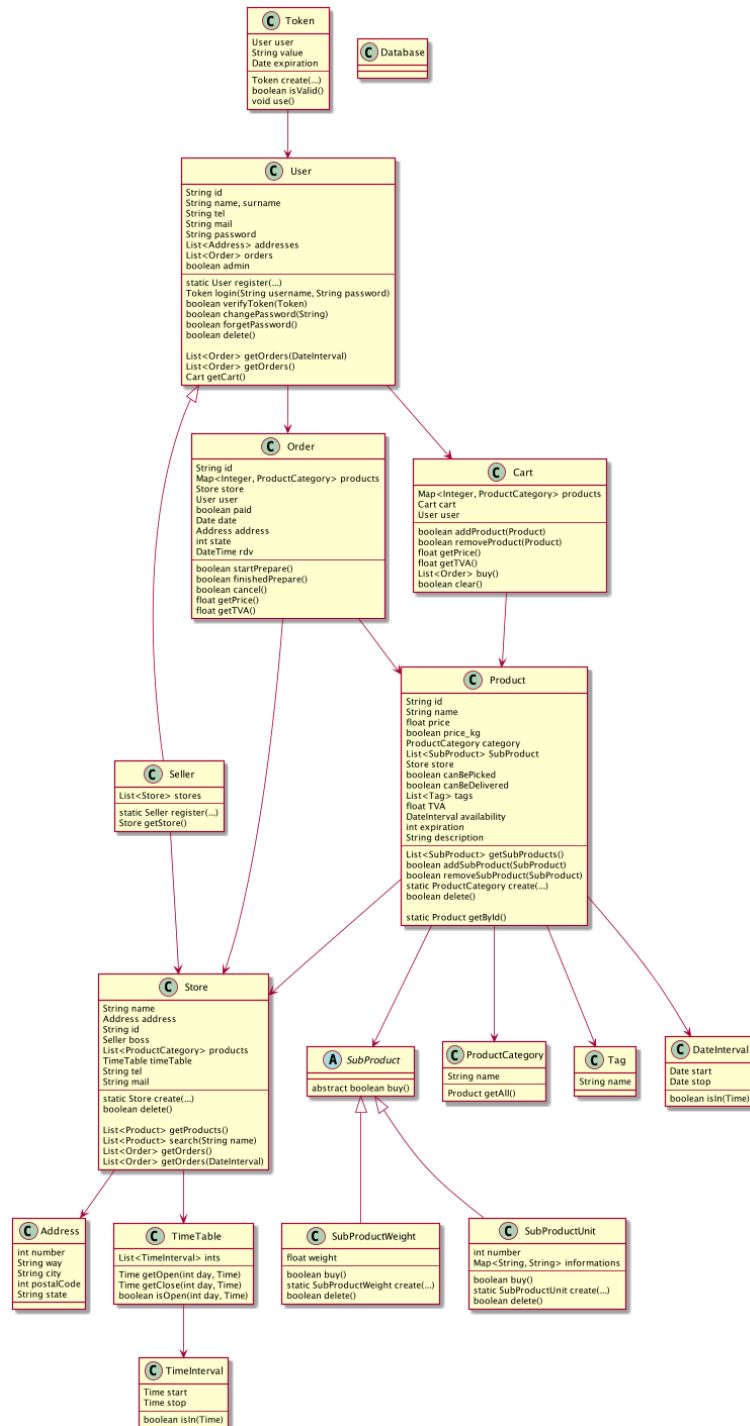 C Token
User user
String value
Date expiration
Token create(...)
boolean isValid()
void use()
C Database
C User
String id
String name, surname
String tel
String mail
String password
List<Address> addresses
List<Order> orders
boolean admin
static User register(...)
Token login(String username, String password)
boolean verifyToken(Token)
boolean changePassword(String)
boolean forgetPassword()
boolean delete()
List<Order> getOrders(DateInterval)
List<Order> getOrders()
Cart getCart()
C Order
String id
Map<Integer, ProductCategory> products
Store store
User user
boolean paid
Date date
Address address
int state
DateTime rdv
boolean startPrepare()
boolean finishedPrepare()
boolean cancel()
float getPrice()
float getTVA()
C Cart
Map<Integer, ProductCategory> products
Cart cart
User user
boolean addProduct(Product)
boolean removeProduct(Product)
float getPrice()
float getTVA()
List<Order> buy()
boolean clear()
C Product
String id
String name
float price
boolean price_kg
ProductCategory category
List<SubProduct> SubProduct
Store store
boolean canBePicked
boolean canBeDelivered
List<Tag> tags
float TVA
DateInterval availability
int expiration
String description
List<SubProduct> getSubProducts()
boolean addSubProduct(SubProduct)
boolean removeSubProduct(SubProduct)
static ProductCategory create(...)
boolean delete()
static Product getById()
C Seller
List<Store> stores
static Seller register(...)
Store getStore()
C Store
String name
Address address
String id
Seller boss
List<ProductCategory> products
TimeTable timeTable
String tel
String mail
static Store create(...)
boolean delete()
List<Product> getProducts()
List<Product> search(String name)
List<Order> getOrders()
List<Order> getOrders(DateInterval)
A SubProduct
abstract boolean buy()
C ProductCategory
String name
Product getAll()
C Tag
String name
C DateInterval
Date start
Date stop
boolean isIn(Time)
C Address
int number
String way
String city
int postalCode
String state
C TimeTable
List<TimeInterval> ints
Time getOpen(int day, Time)
Time getClose(int day, Time)
boolean isOpen(int day, Time)
C SubProductWeight
float weight
boolean buy()
static SubProductWeight create(...)
boolean delete()
C SubProductUnit
int number
Map<String, String> informations
boolean buy()
static SubProductUnit create(...)
boolean delete()
C TimeInterval
Time start
Time stop
boolean isIn(Time)